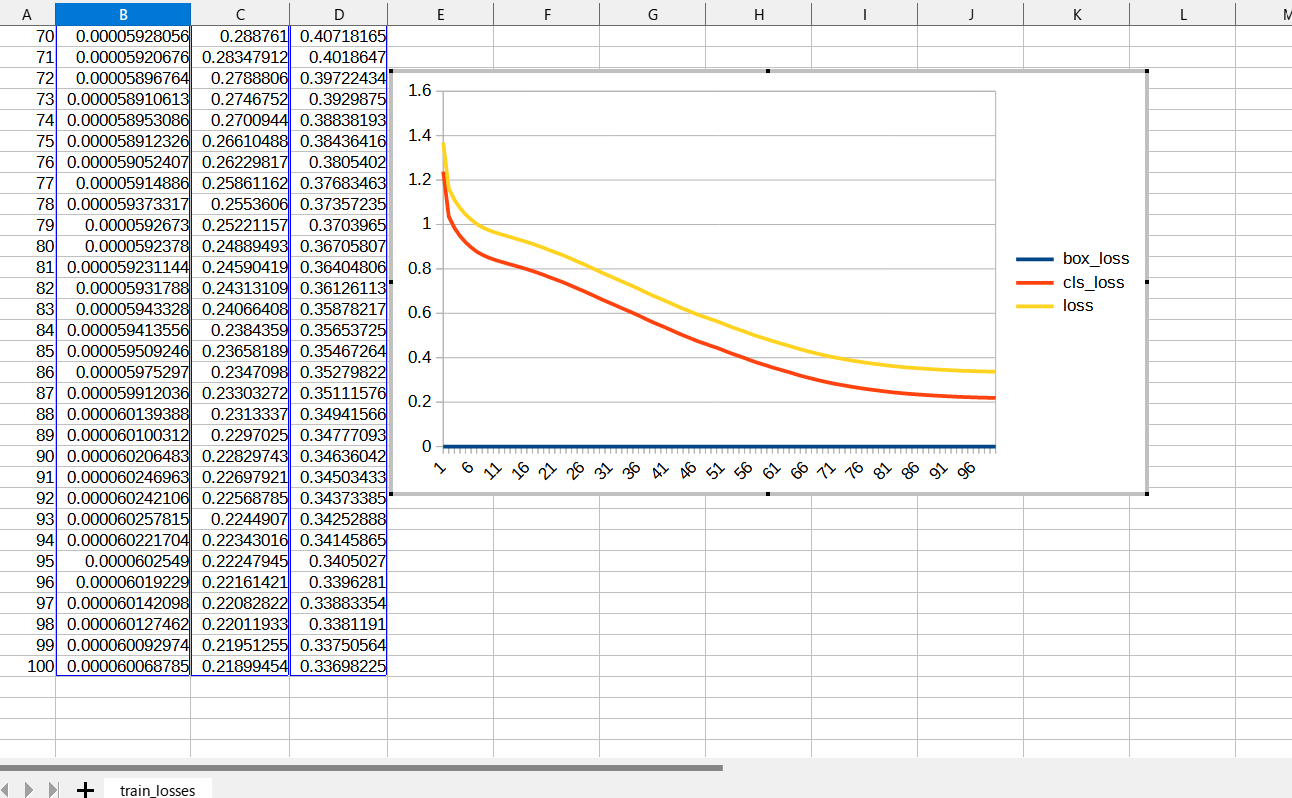 A B C D E F G H I J K L M
70 0.00005928056 0.288761 0.40718165
71 0.00005920676 0.28347912 0.4018647
72 0.00005896764 0.2788806 0.39722434
73 0.000058910613 0.2746752 0.3929875
74 0.000058953086 0.2700944 0.38838193
75 0.000058912326 0.26610488 0.38436416
76 0.000059052407 0.26229817 0.3805402
77 0.00005914886 0.25861162 0.37683463
78 0.000059373317 0.2553606 0.37357235
79 0.0000592673 0.25221157 0.3703965
80 0.0000592378 0.24889493 0.36705807
81 0.000059231144 0.24590419 0.36404806
82 0.00005931788 0.24313109 0.36126113
83 0.00005943328 0.24066408 0.35878217
84 0.000059413556 0.2384359 0.35653725
85 0.000059509246 0.23658189 0.35467264
86 0.00005975297 0.2347098 0.35279822
87 0.000059912036 0.23303272 0.35111576
88 0.000060139388 0.2313337 0.34941566
89 0.000060100312 0.2297025 0.34777093
90 0.000060206483 0.22829743 0.34636042
91 0.000060246963 0.22697921 0.34503433
92 0.000060242106 0.22568785 0.34373385
93 0.000060257815 0.2244907 0.34252888
94 0.000060221704 0.22343016 0.34145865
95 0.0000602549 0.22247945 0.3405027
96 0.00006019229 0.22161421 0.3396281
97 0.000060142098 0.22082822 0.33883354
98 0.000060127462 0.22011933 0.3381191
99 0.000060092974 0.21951255 0.33750564
100 0.000060068785 0.21899454 0.33698225
1.6
1.4
1.2
1
0.8
0.6
0.4
0.2
0
1 6 11 16 21 26 31 36 41 46 51 56 61 66 71 76 81 86 91 96
box_loss
cls_loss
loss
train_losses